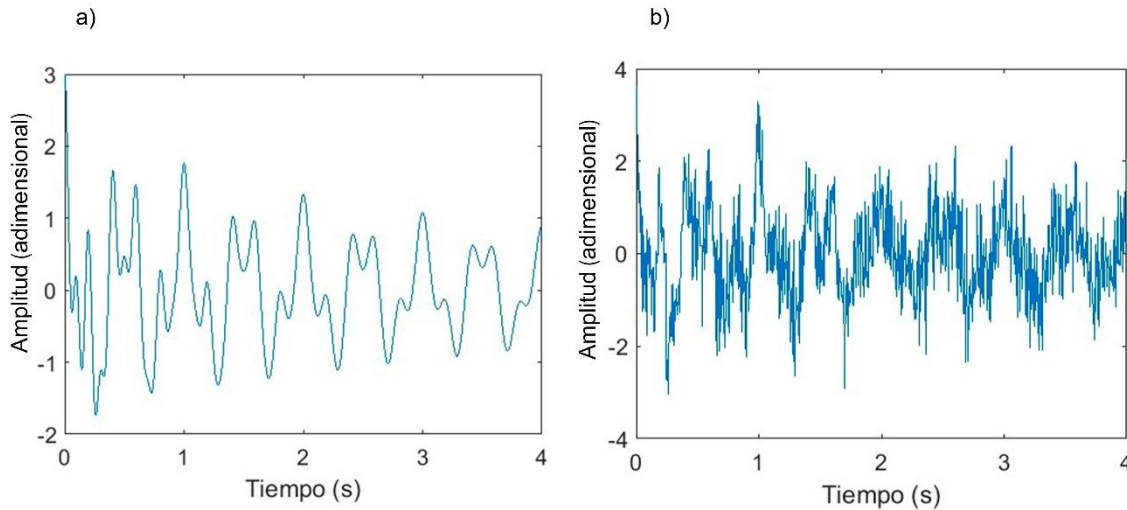 a)
3
2
1
0
-1
-2
Amplitud (adimensional)
0 1 2 3 4
Tiempo (s)
b)
4
2
0
-2
-4
Amplitud (adimensional)
0 1 2 3 4
Tiempo (s)